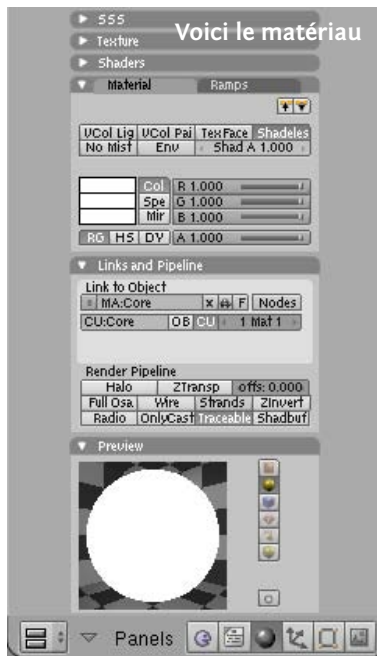 SSS
Voici le matériau
Texture
Shaders
Material Ramps
VCol Lig VCol Pai TexFace Shadeles
No Mist Env Shad A 1.000
Col R 1.000
Spe G 1.000
Mir B 1.000
RG HS DY A 1.000
Links and Pipeline
Link to Object
MA:Core X F Nodes
CU:Core OB CU 1 Mat 1
Render Pipeline
Halo ZTransp offs: 0.000
Full Osa Wire Strands ZInvert
Radio OnlyCast Traceable Shadbuf
Preview
Panels